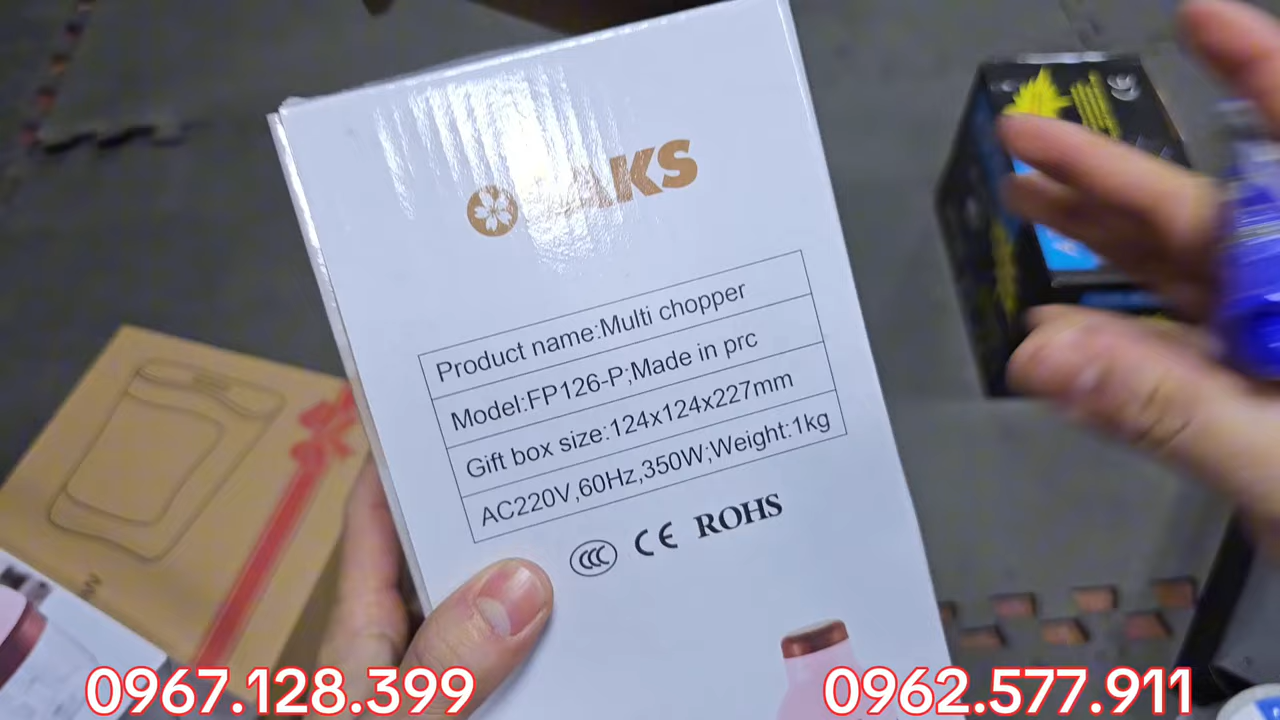 Product name:Multi chopper
Model:FP126-P;Made in prc
Gift box size:124x124x227mm
AC220V,60Hz,350W;Weight:1kg
CCC CE ROHS
0967.128.399
0962.577.911